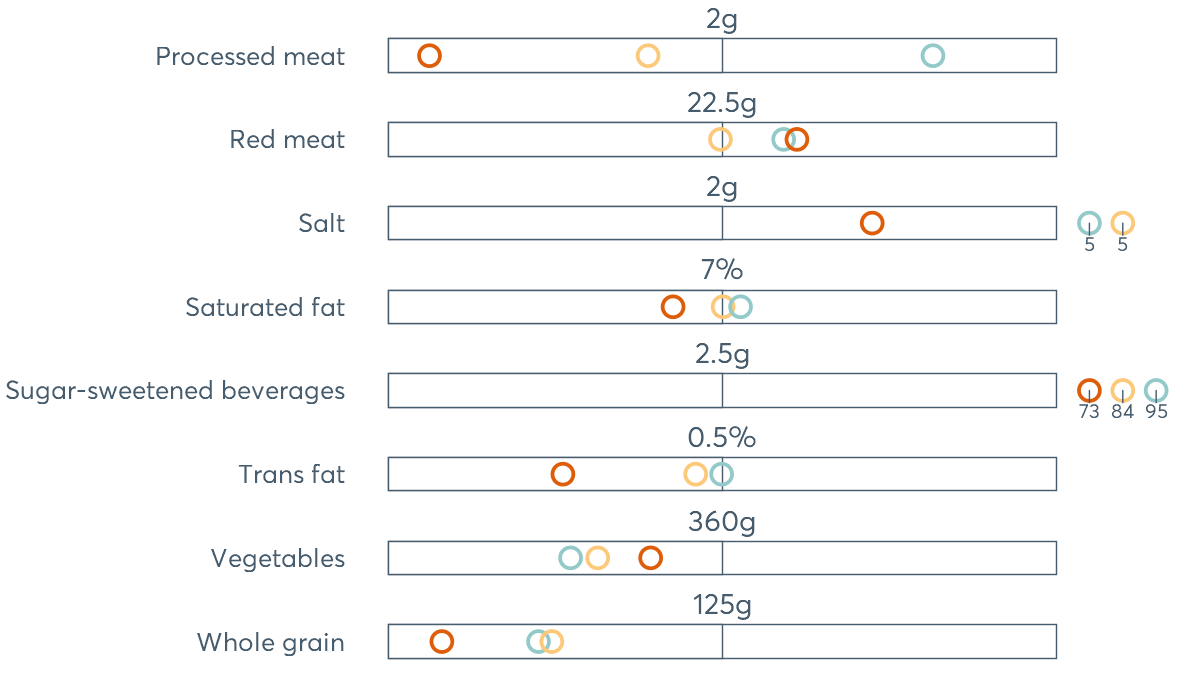 2g
Processed meat
22.5g
Red meat
2g
Salt
5 5
7%
Saturated fat
2.5g
Sugar-sweetened beverages
73 84 95
0.5%
Trans fat
360g
Vegetables
125g
Whole grain